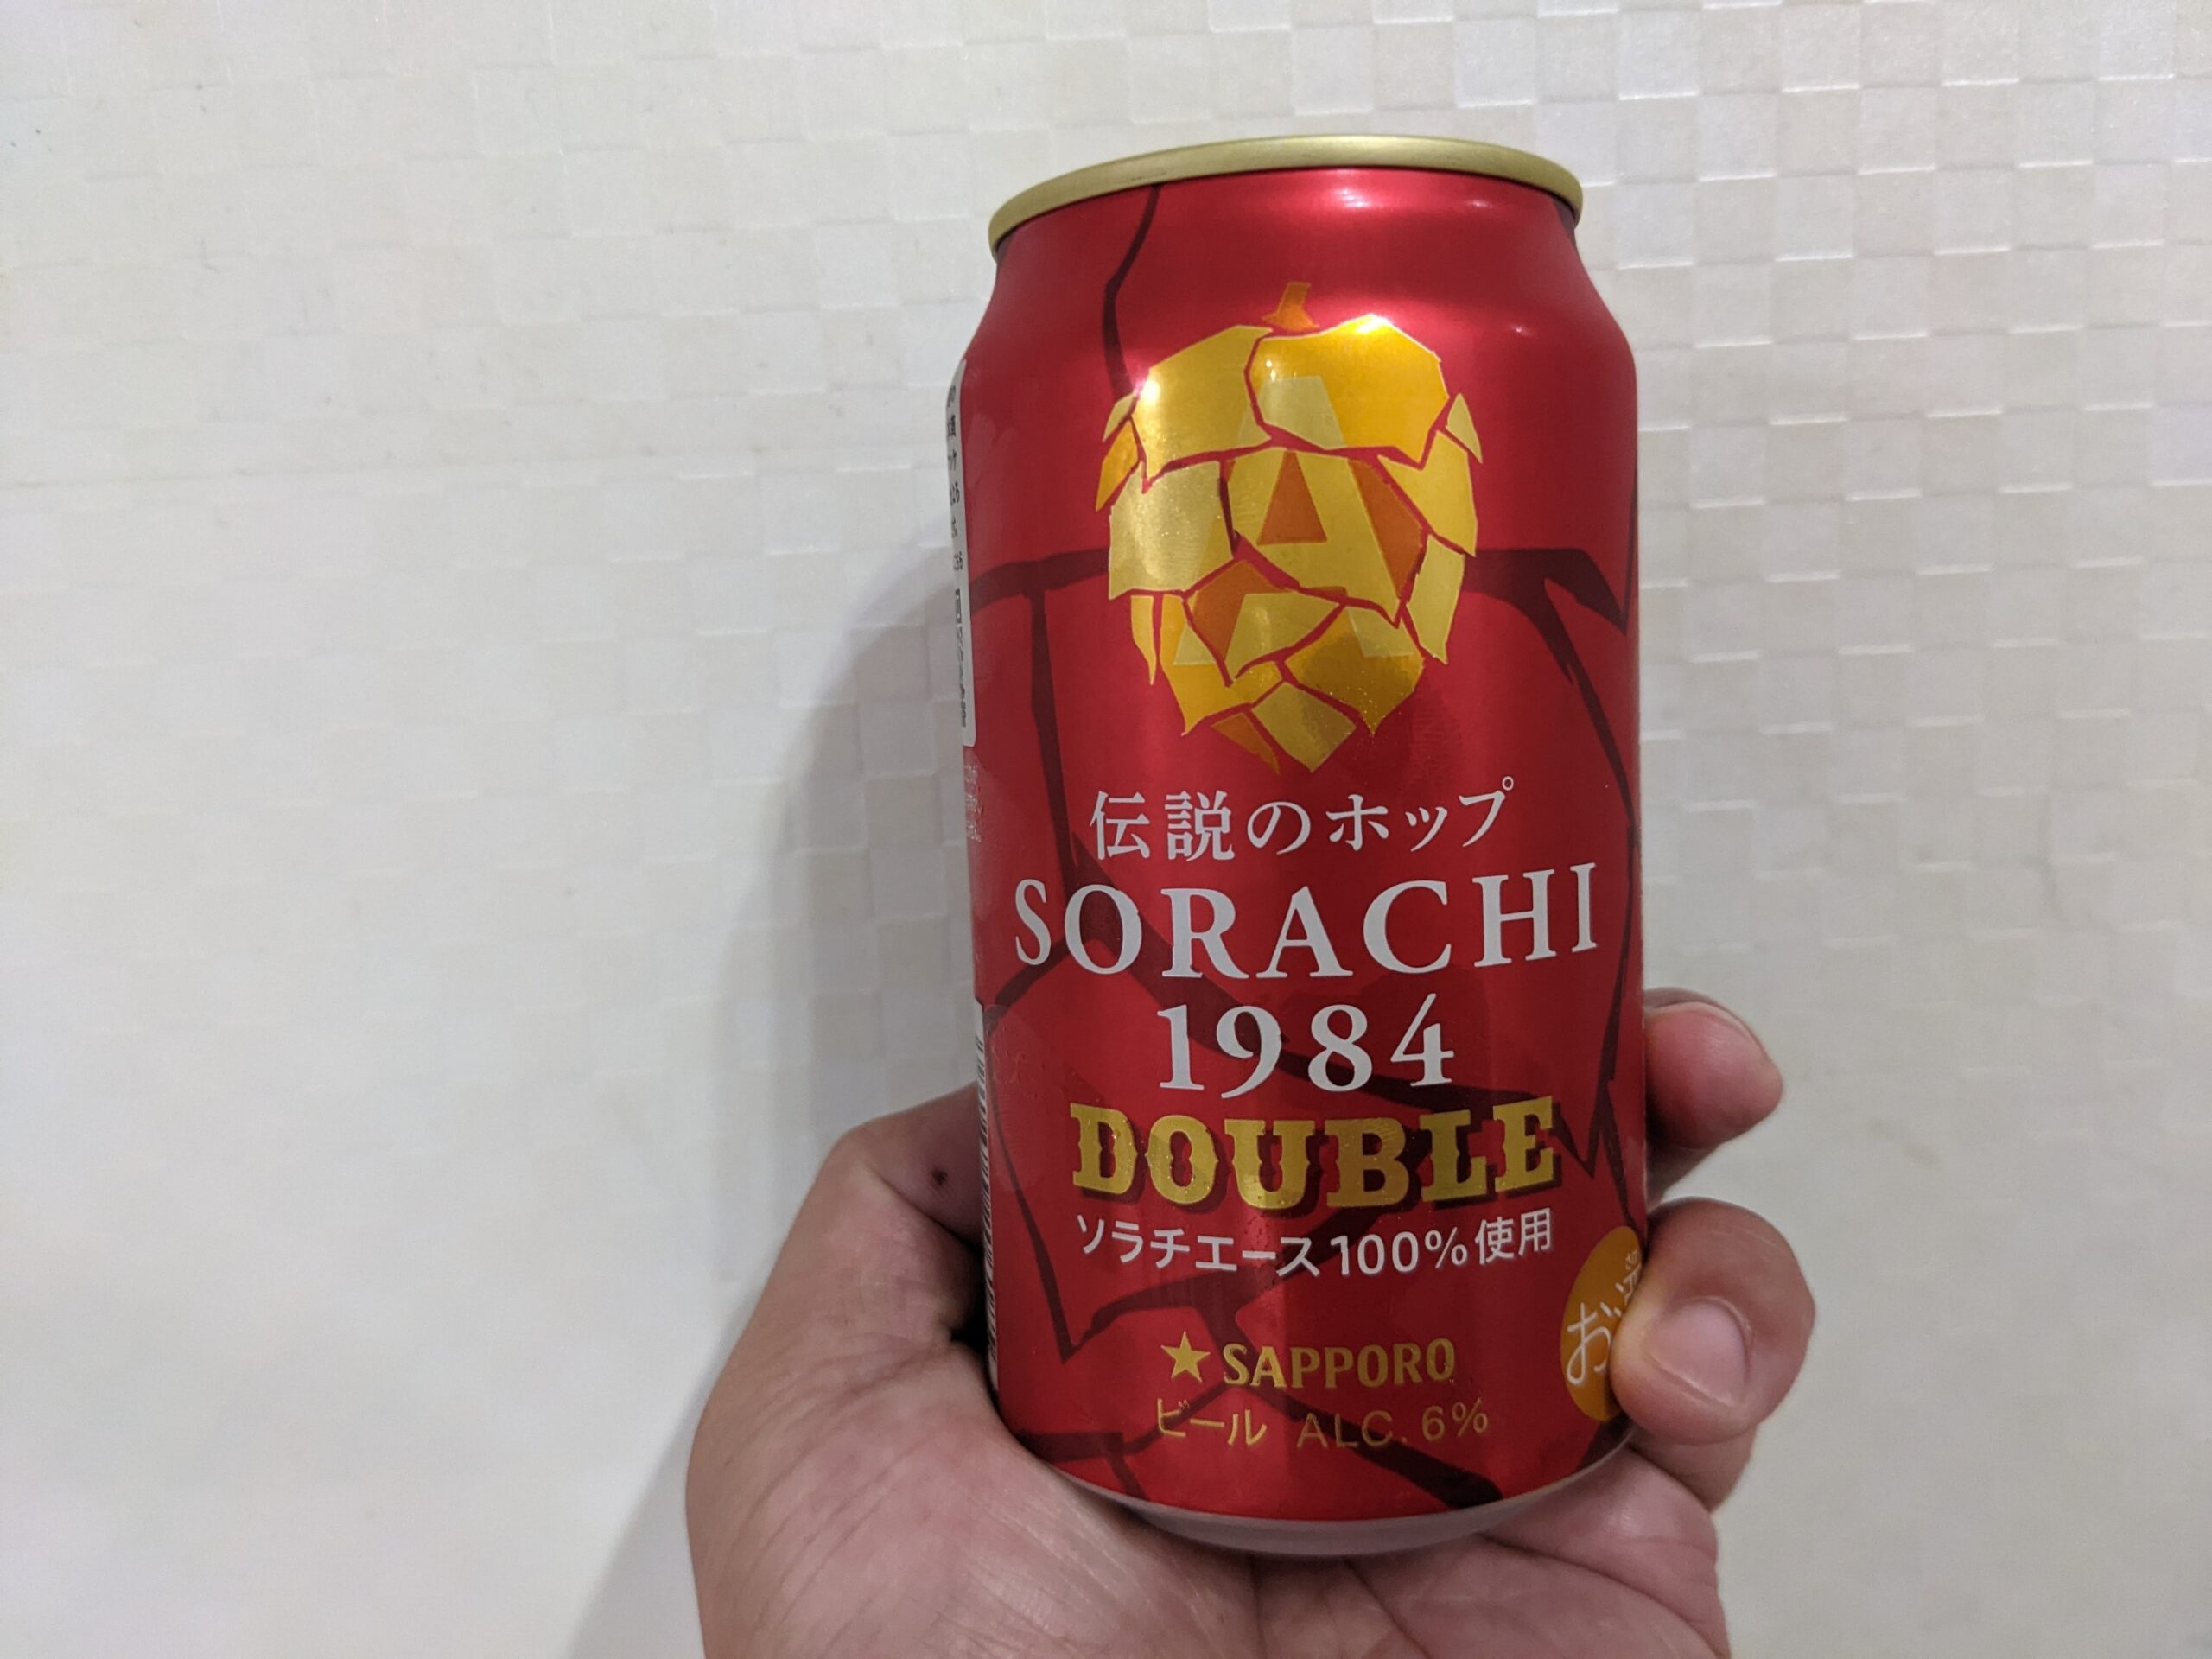 伝説のホップ
SORACHI
1984
DOUBLE
ソラチエース100%使用
★SAPPORO
ビール ALC. 6%